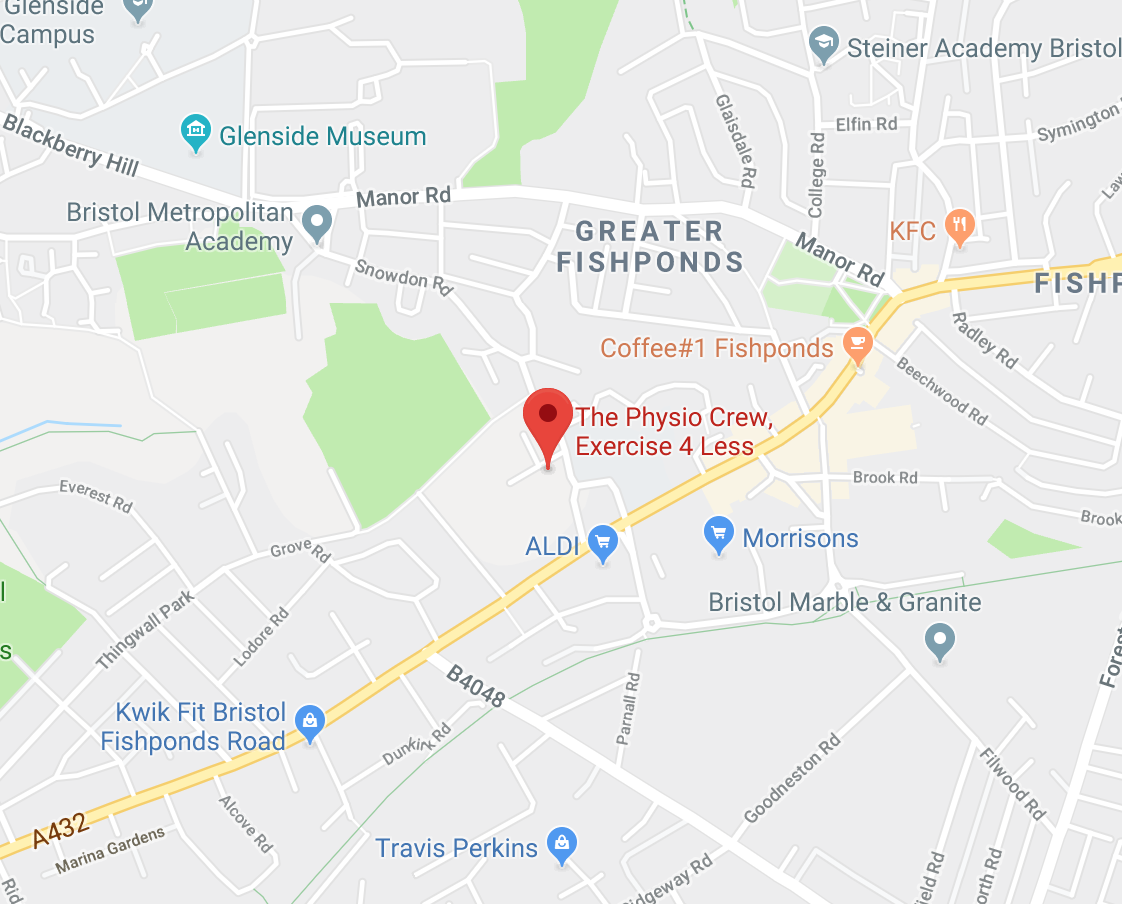 Glenside
Campus
Steiner Academy Bristol
Glaisdale Rd
Elfin Rd
Symington
Blackberry Hill
Glenside Museum
College Rd
Manor Rd
Bristol Metropolitan
Academy
GREATER
FISHPONDS
KFC
Manor Rd
Snowdon Rd
FISHP
Radley Rd
Coffee#1 Fishponds
Beechwood Rd
The Physio Crew,
Exercise 4 Less
Everest Rd
Brook Rd
Brook
ALDI
Morrisons
Grove Rd
l
s
Thingwall Park
Lodore Rd
Bristol Marble & Granite
Forest
B4048
Parnall Rd
Kwik Fit Bristol
Fishponds Road
Dunkirk Rd
Goodneston Rd
Filwood Rd
Alcove Rd
A432
Marina Gardens
Travis Perkins
Ridgeway Rd
Rid
ield Rd
orth Rd